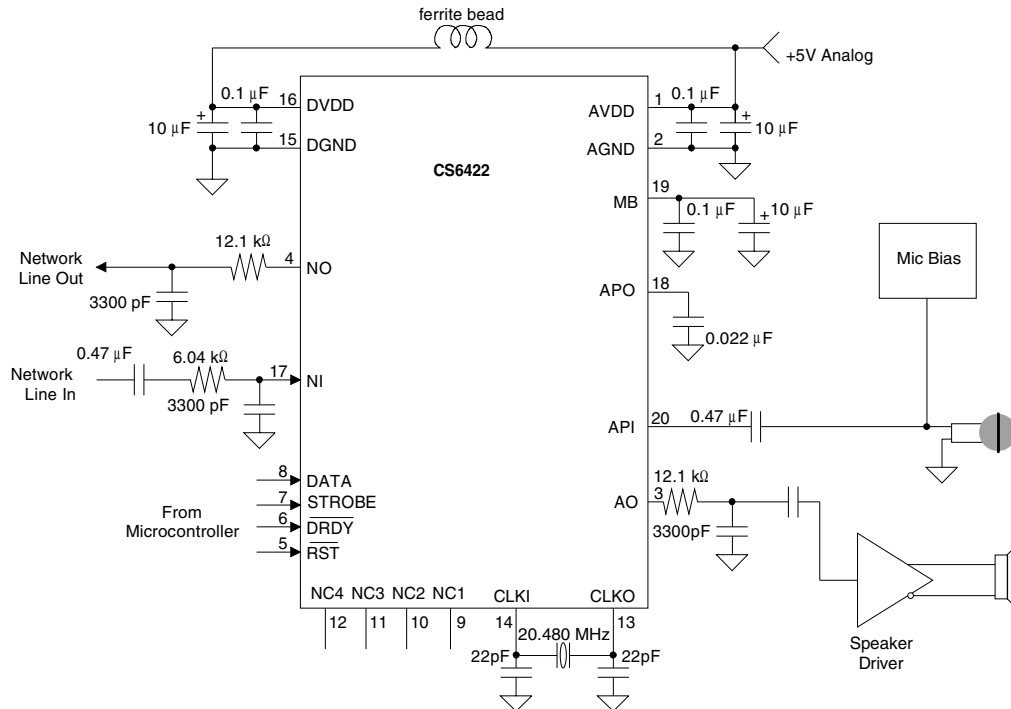 ferrite bead
+5V Analog
0.1 µF
16
DVDD
10 µF
+
15
DGND
CS6422
AVDD
1
0.1 µF
+
10 µF
AGND
2
MB
19
0.1 µF
+
10 µF
Network
Line Out
12.1 kΩ
4
NO
3300 pF
APO
18
0.022 µF
Mic Bias
Network
Line In
0.47 µF
6.04 kΩ
17
NI
3300 pF
API
20
0.47 µF
From
Microcontroller
8
DATA
7
STROBE
6
DRDY
5
RST
AO
3
12.1 kΩ
3300pF
Speaker
Driver
NC4
NC3
NC2
NC1
CLKI
CLKO
12
11
10
9
14
13
20.480 MHz
22pF
22pF